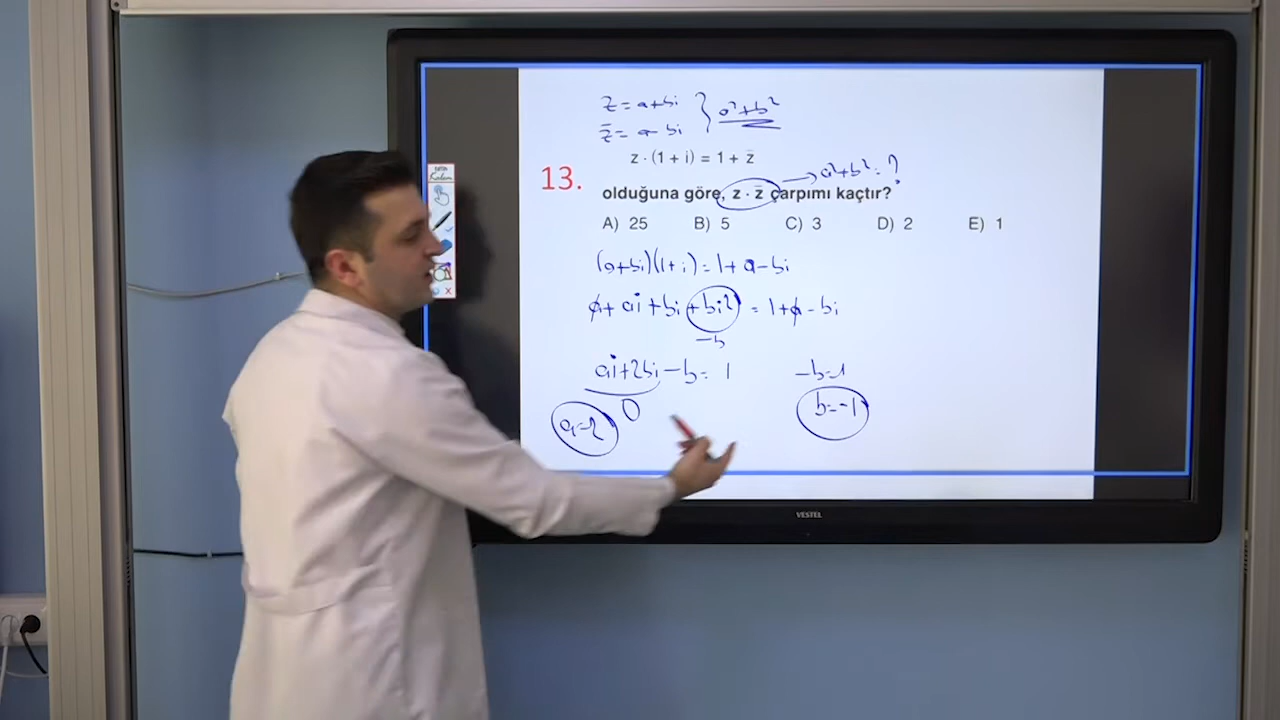 z = a+bi
z̄ = a-bi } a²+b²
z · (1 + i) = 1 + z̄
→ a²+b² = ?
13. olduğuna göre, z · z̄ çarpımı kaçtır?
A) 25 B) 5 C) 3 D) 2 E) 1
(a+bi)(1+i) = 1+a-bi
a + ai + bi + bi² = 1+a - bi
-b
ai+2bi - b = 1 -b=1
0 b=-1
a=2
Kalem
VESTEL